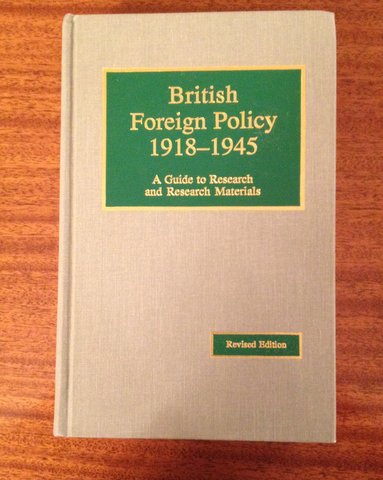 British
Foreign Policy
1918–1945
A Guide to Research
and Research Materials
Revised Edition